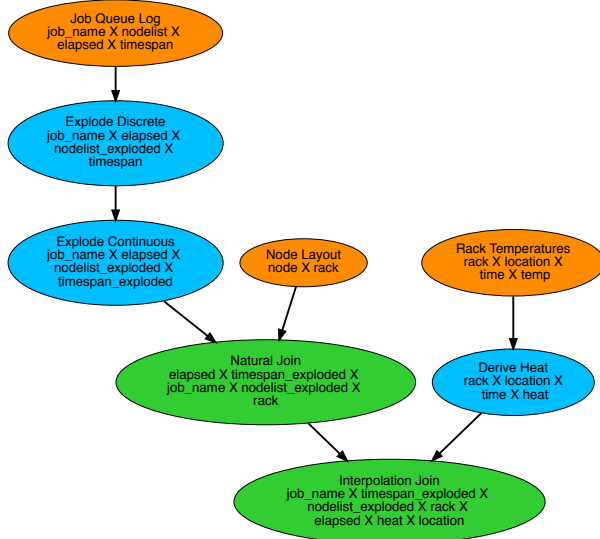 Job Queue Log
job_name X nodelist X
elapsed X timespan
Explode Discrete
job_name X elapsed X
nodelist_exploded X
timespan
Explode Continuous
job_name X elapsed X
nodelist_exploded X
timespan_exploded
Node Layout
node X rack
Rack Temperatures
rack X location X
time X temp
Natural Join
elapsed X timespan_exploded X
job_name X nodelist_exploded X
rack
Derive Heat
rack X location X
time X heat
Interpolation Join
job_name X timespan_exploded X
nodelist_exploded X rack X
elapsed X heat X location